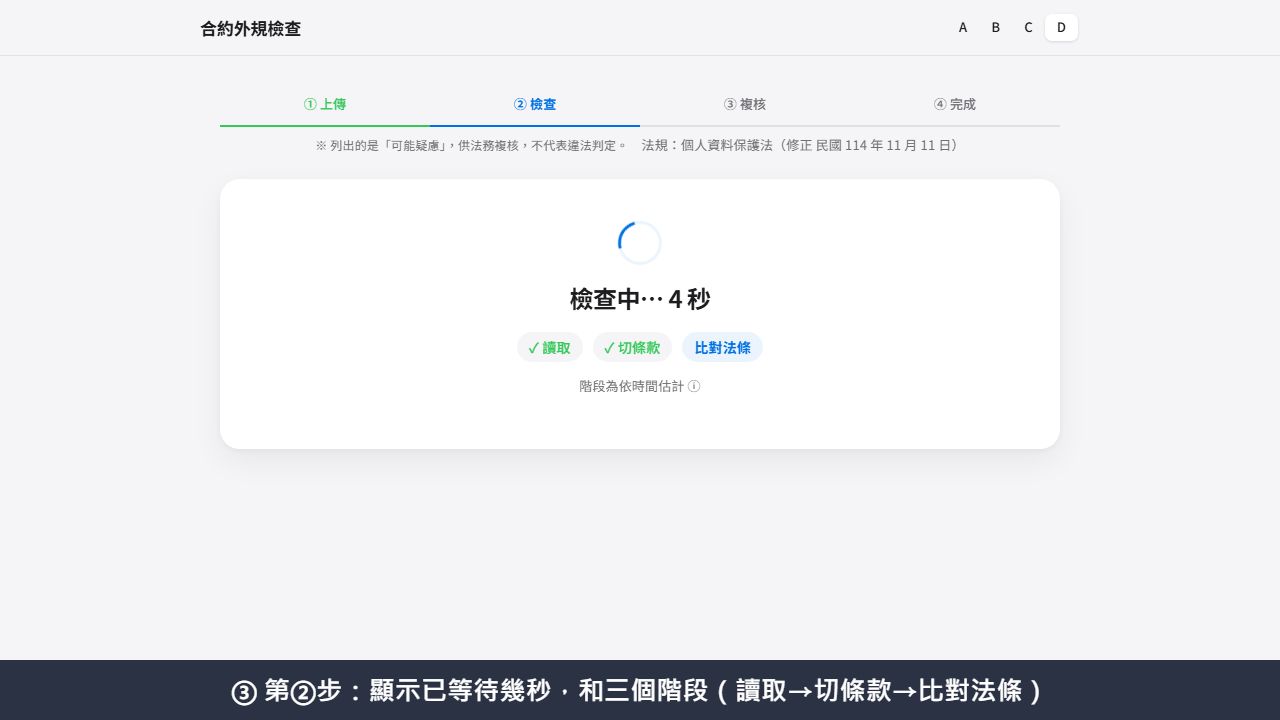 合約外規檢查
A B C D
① 上傳 ② 檢查 ③ 複核 ④ 完成
※ 列出的是「可能疑慮」，供法務複核，不代表違法判定。 法規：個人資料保護法（修正 民國 114 年 11 月 11 日）
檢查中⋯ 4 秒
✓ 讀取 ✓ 切條款 比對法條
階段為依時間估計 ⓘ
③ 第②步：顯示已等待幾秒，和三個階段（讀取→切條款→比對法條）